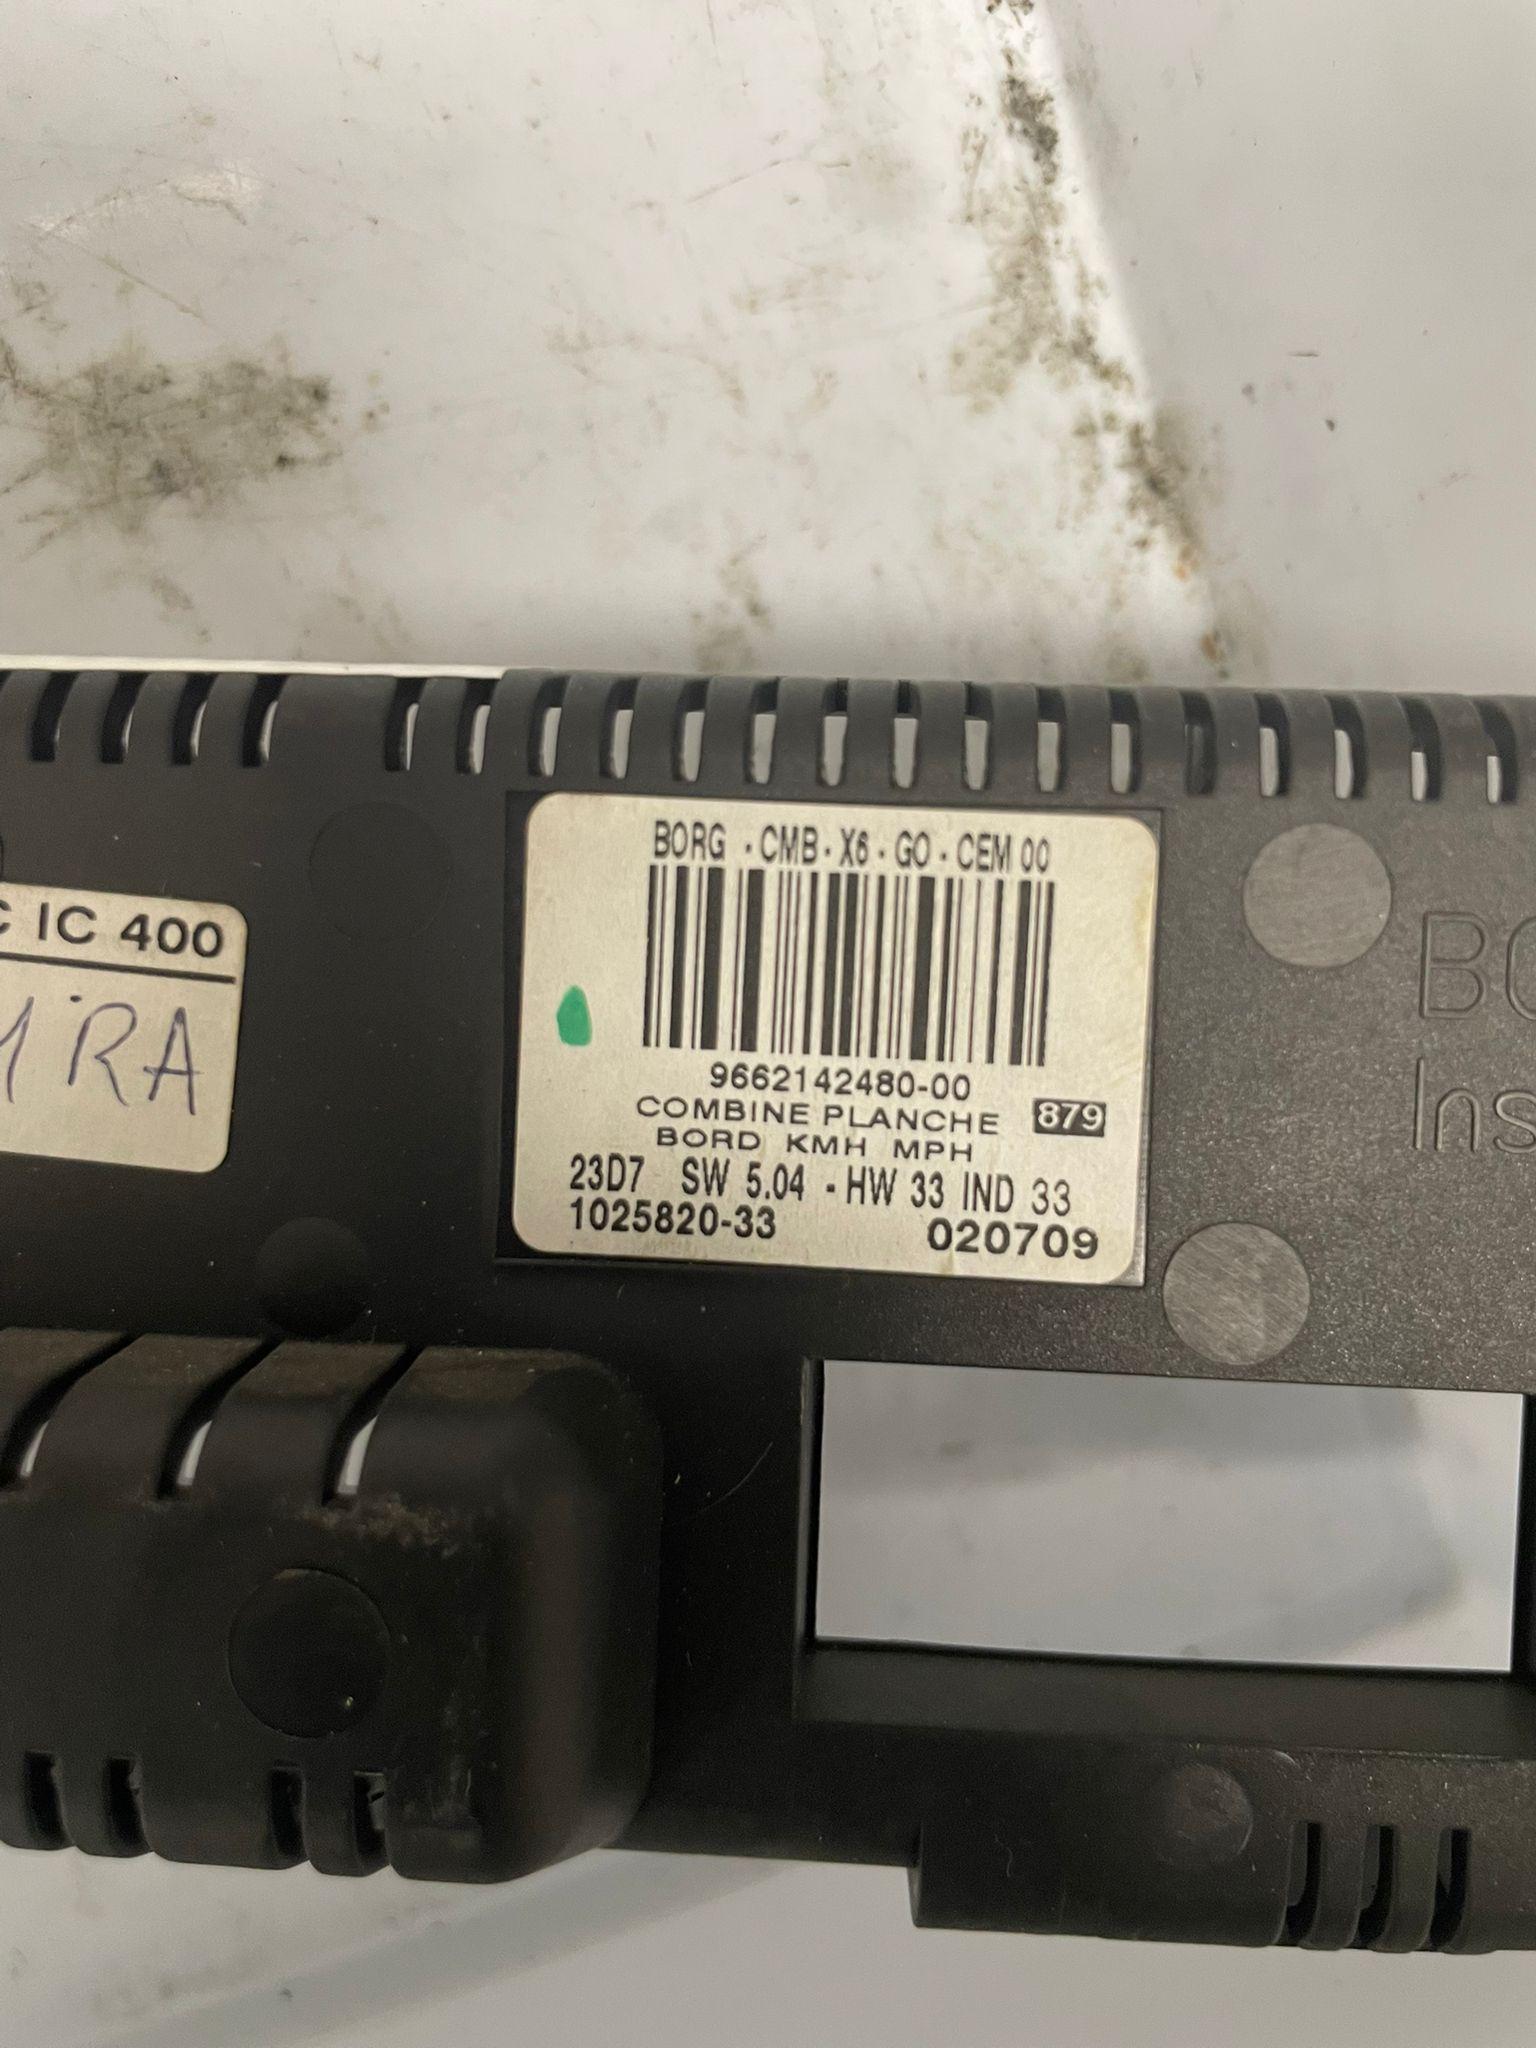 IC 400
RA
BORG - CMB - X6 - GO - CEM 00
9662142480-00
COMBINE PLANCHE 879
BORD KMH MPH
23D7 SW 5.04 - HW 33 IND 33
1025820-33 020709